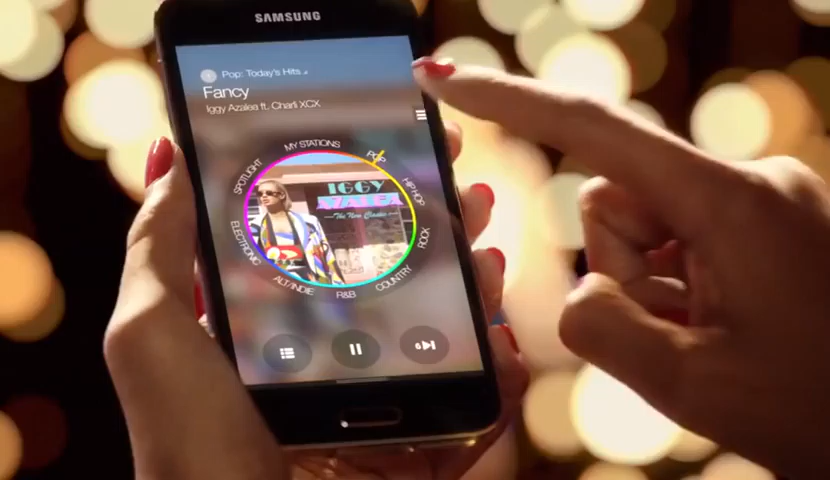 SAMSUNG
Pop: Today's Hits
Fancy
Iggy Azalea ft. Charli XCX
MY STATIONS
POP
HIP HOP
ROCK
COUNTRY
R&B
ALT/INDIE
ELECTRONIC
SPOTLIGHT
IGGY
AZALEA
The New Classic
6